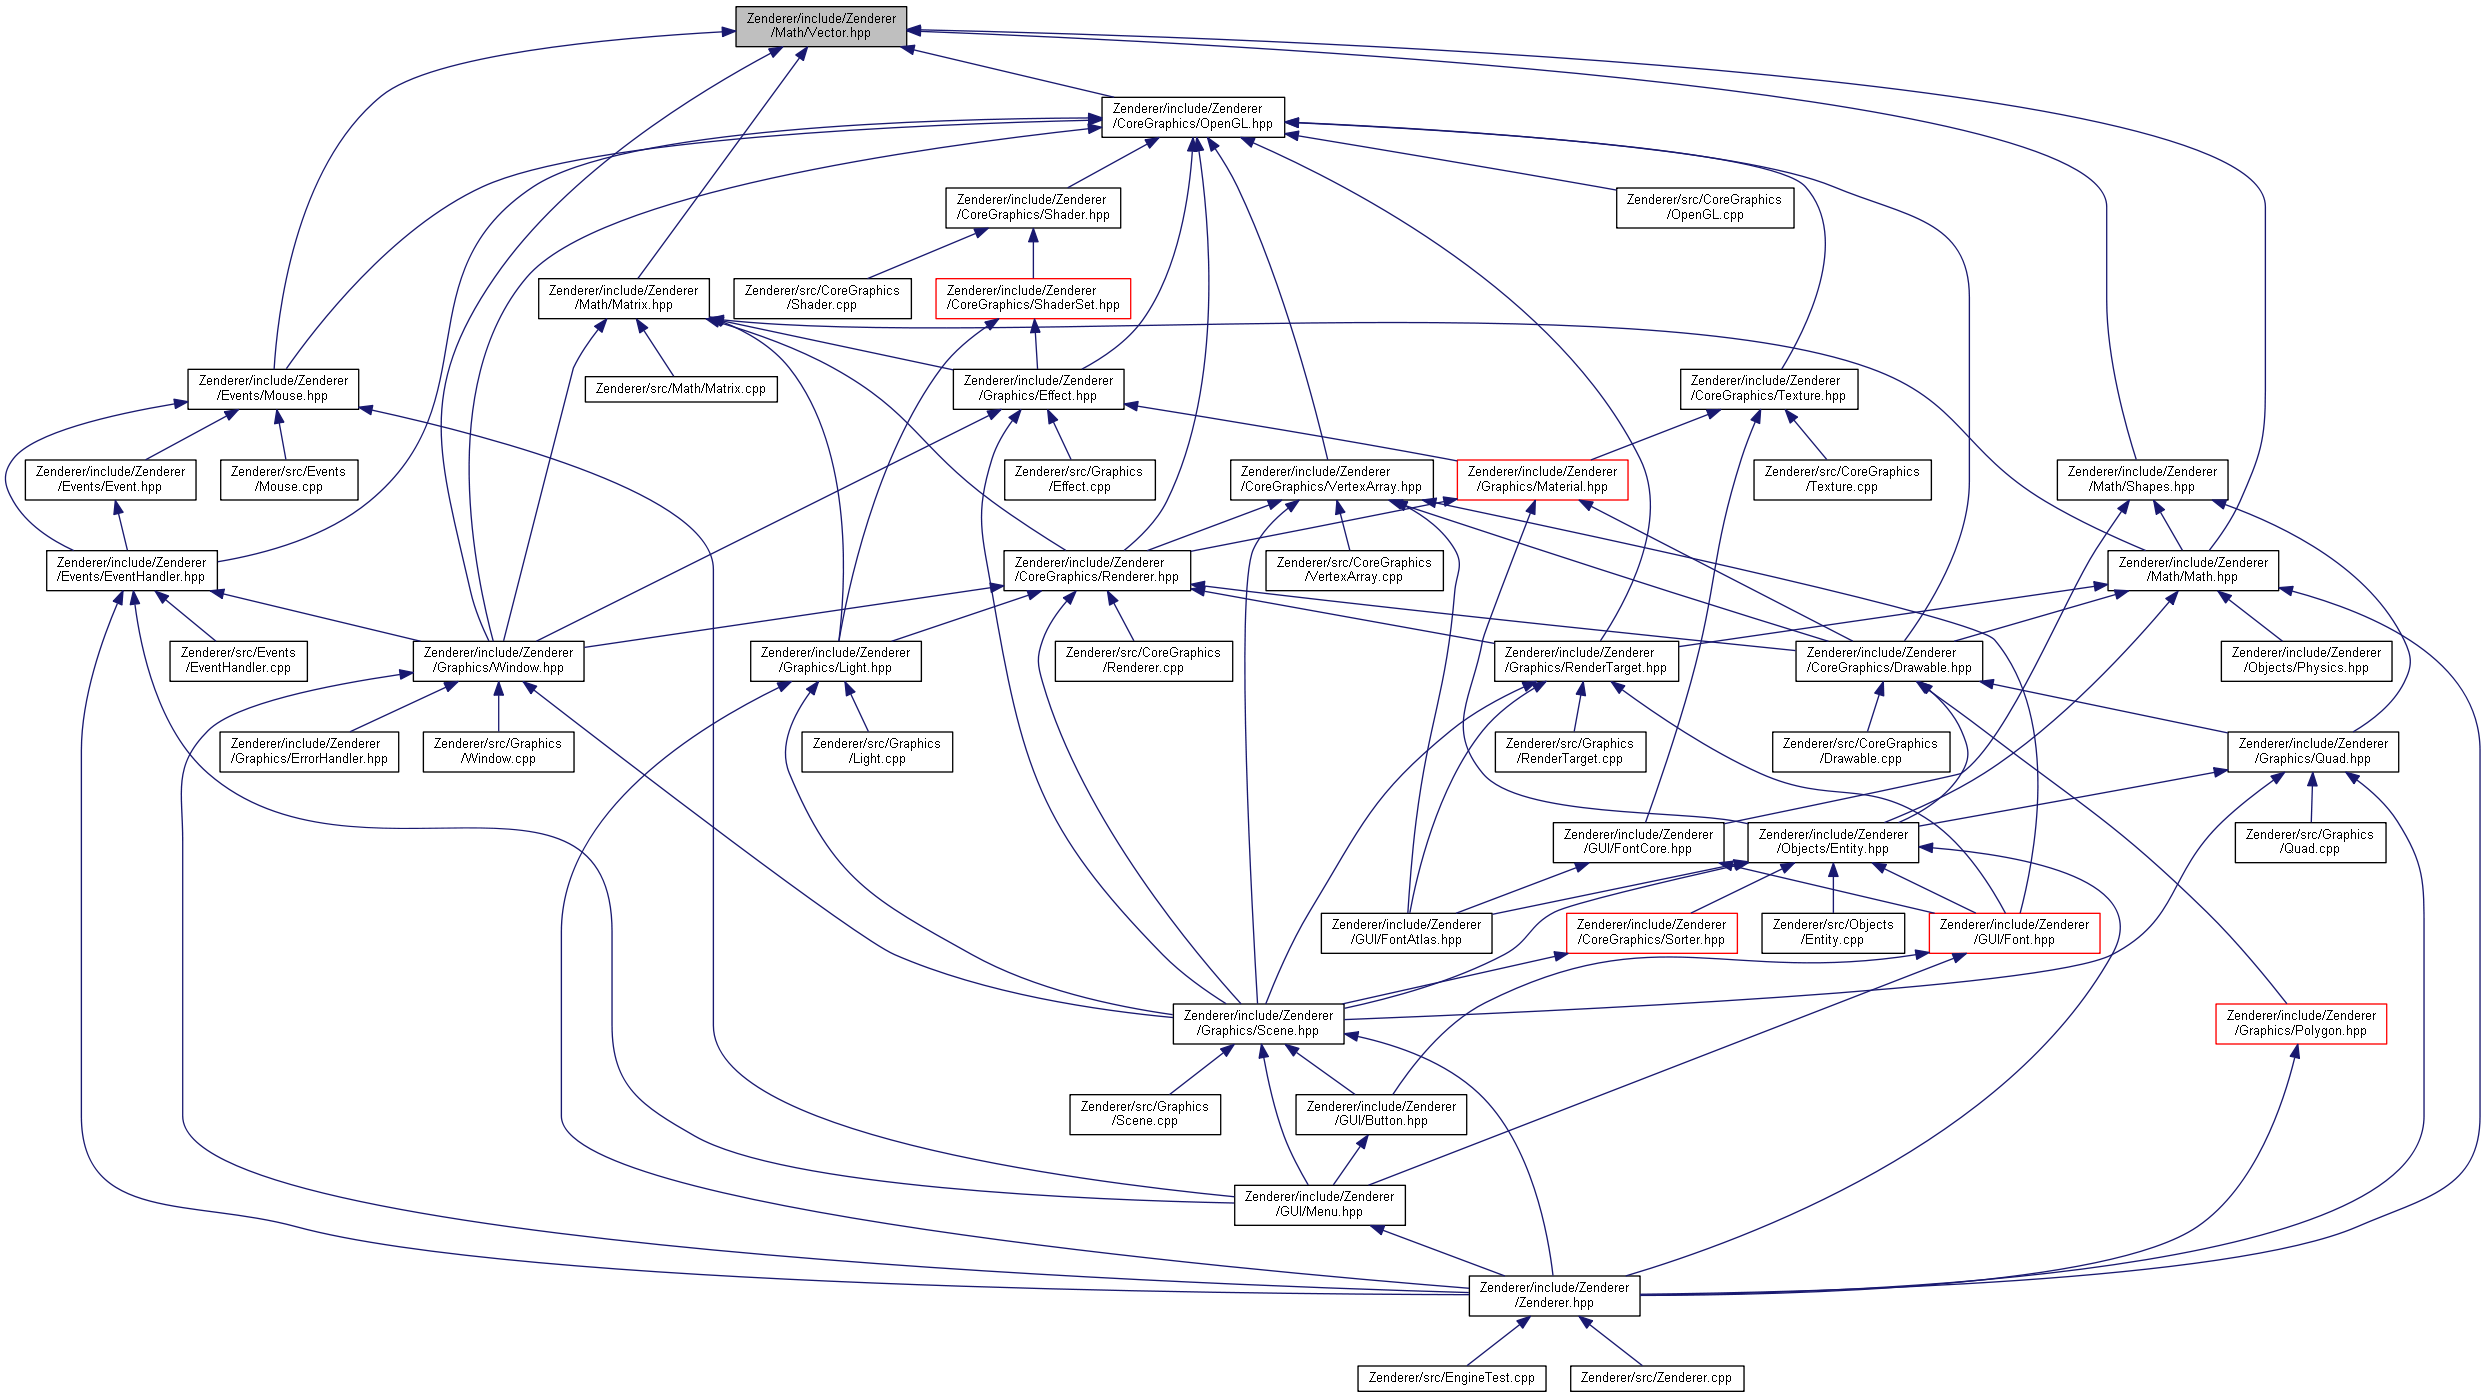 Zenderer/include/Zenderer
/Math/Vector.hpp
Zenderer/include/Zenderer
/CoreGraphics/OpenGL.hpp
Zenderer/include/Zenderer
/CoreGraphics/Shader.hpp
Zenderer/src/CoreGraphics
/OpenGL.cpp
Zenderer/include/Zenderer
/Math/Matrix.hpp
Zenderer/src/CoreGraphics
/Shader.cpp
Zenderer/include/Zenderer
/CoreGraphics/ShaderSet.hpp
Zenderer/include/Zenderer
/Events/Mouse.hpp
Zenderer/src/Math/Matrix.cpp
Zenderer/include/Zenderer
/Graphics/Effect.hpp
Zenderer/include/Zenderer
/CoreGraphics/Texture.hpp
Zenderer/include/Zenderer
/Events/Event.hpp
Zenderer/src/Events
/Mouse.cpp
Zenderer/src/Graphics
/Effect.cpp
Zenderer/include/Zenderer
/CoreGraphics/VertexArray.hpp
Zenderer/include/Zenderer
/Graphics/Material.hpp
Zenderer/src/CoreGraphics
/Texture.cpp
Zenderer/include/Zenderer
/Math/Shapes.hpp
Zenderer/include/Zenderer
/Events/EventHandler.hpp
Zenderer/include/Zenderer
/CoreGraphics/Renderer.hpp
Zenderer/src/CoreGraphics
/VertexArray.cpp
Zenderer/include/Zenderer
/Math/Math.hpp
Zenderer/src/Events
/EventHandler.cpp
Zenderer/include/Zenderer
/Graphics/Window.hpp
Zenderer/include/Zenderer
/Graphics/Light.hpp
Zenderer/src/CoreGraphics
/Renderer.cpp
Zenderer/include/Zenderer
/Graphics/RenderTarget.hpp
Zenderer/include/Zenderer
/CoreGraphics/Drawable.hpp
Zenderer/include/Zenderer
/Objects/Physics.hpp
Zenderer/include/Zenderer
/Graphics/ErrorHandler.hpp
Zenderer/src/Graphics
/Window.cpp
Zenderer/src/Graphics
/Light.cpp
Zenderer/src/Graphics
/RenderTarget.cpp
Zenderer/src/CoreGraphics
/Drawable.cpp
Zenderer/include/Zenderer
/Graphics/Quad.hpp
Zenderer/include/Zenderer
/GUI/FontCore.hpp
Zenderer/include/Zenderer
/Objects/Entity.hpp
Zenderer/src/Graphics
/Quad.cpp
Zenderer/include/Zenderer
/GUI/FontAtlas.hpp
Zenderer/include/Zenderer
/CoreGraphics/Sorter.hpp
Zenderer/src/Objects
/Entity.cpp
Zenderer/include/Zenderer
/GUI/Font.hpp
Zenderer/include/Zenderer
/Graphics/Scene.hpp
Zenderer/include/Zenderer
/Graphics/Polygon.hpp
Zenderer/src/Graphics
/Scene.cpp
Zenderer/include/Zenderer
/GUI/Button.hpp
Zenderer/include/Zenderer
/GUI/Menu.hpp
Zenderer/include/Zenderer
/Zenderer.hpp
Zenderer/src/EngineTest.cpp
Zenderer/src/Zenderer.cpp